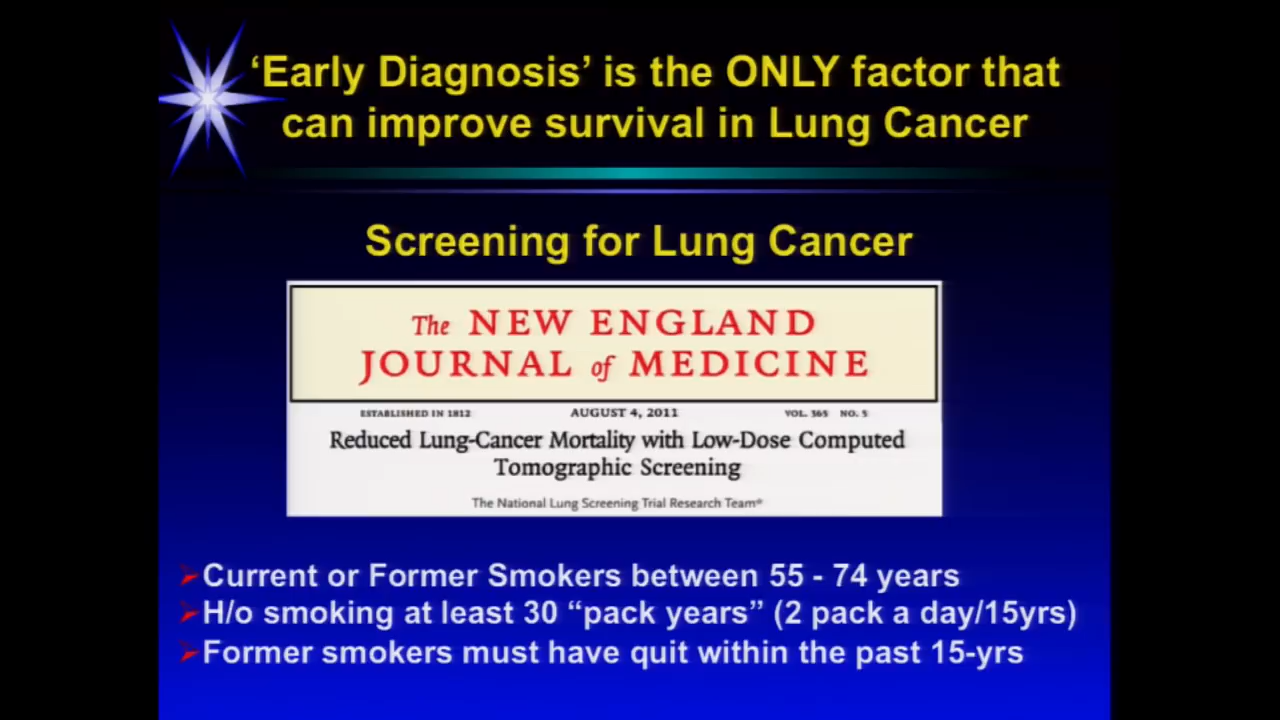 ‘Early Diagnosis’ is the ONLY factor that
can improve survival in Lung Cancer
Screening for Lung Cancer
The NEW ENGLAND
JOURNAL of MEDICINE
ESTABLISHED IN 1812 AUGUST 4, 2011 VOL. 365 NO. 5
Reduced Lung-Cancer Mortality with Low-Dose Computed
Tomographic Screening
The National Lung Screening Trial Research Team*
Current or Former Smokers between 55 - 74 years
H/o smoking at least 30 “pack years” (2 pack a day/15yrs)
Former smokers must have quit within the past 15-yrs